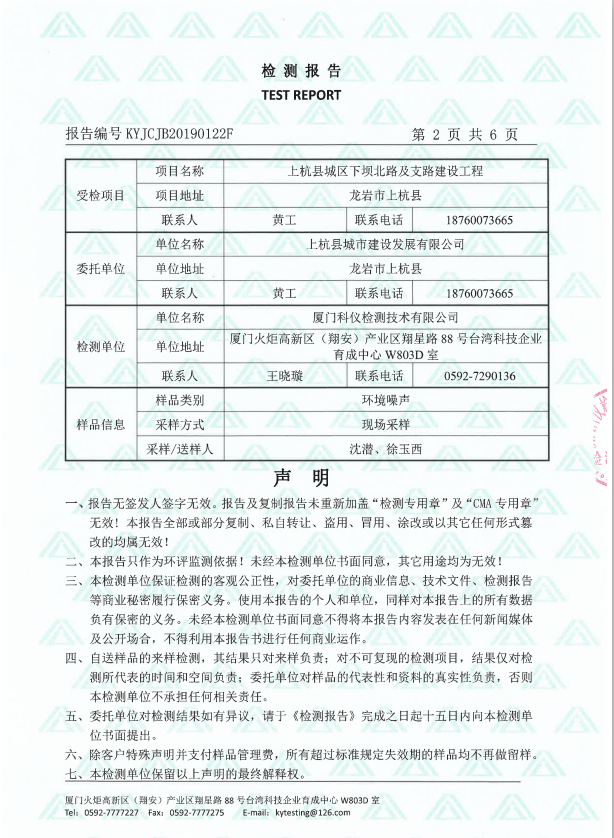 检 测 报 告
TEST REPORT
报告编号 KYJCJB20190122F 第 2 页 共 6 页
受检项目 项目名称 上杭县城区下坝北路及支路建设工程
项目地址 龙岩市上杭县
联系人 黄工 联系电话 18760073665
委托单位 单位名称 上杭县城市建设发展有限公司
单位地址 龙岩市上杭县
联系人 黄工 联系电话 18760073665
检测单位 单位名称 厦门科仪检测技术有限公司
单位地址 厦门火炬高新区（翔安）产业区翔星路 88 号台湾科技企业
育成中心 W803D 室
联系人 王晓璇 联系电话 0592-7290136
样品信息 样品类别 环境噪声
采样方式 现场采样
采样/送样人 沈潜、徐玉西
声 明
一、报告无签发人签字无效。报告及复制报告未重新加盖“检测专用章”及“CMA 专用章”
无效！本报告全部或部分复制、私自转让、盗用、冒用、涂改或以其它任何形式篡
改的均属无效！
二、本报告只作为环评监测依据！未经本检测单位书面同意，其它用途均为无效！
三、本检测单位保证检测的客观公正性，对委托单位的商业信息、技术文件、检测报告
等商业秘密履行保密义务。使用本报告的个人和单位，同样对本报告上的所有数据
负有保密的义务。未经本检测单位书面同意不得将本报告内容发表在任何新闻媒体
及公开场合，不得利用本报告书进行任何商业运作。
四、自送样品的来样检测，其结果只对来样负责；对不可复现的检测项目，结果仅对检
测所代表的时间和空间负责；委托单位对样品的代表性和资料的真实性负责，否则
本检测单位不承担任何相关责任。
五、委托单位对检测结果如有异议，请于《检测报告》完成之日起十五日内向本检测单
位书面提出。
六、除客户特殊声明并支付样品管理费，所有超过标准规定失效期的样品均不再做留样。
七、本检测单位保留以上声明的最终解释权。
厦门火炬高新区（翔安）产业区翔星路 88 号台湾科技企业育成中心 W803D 室
Tel：0592-7777227 Fax：0592-7777275 E-mail：kytesting@126.com